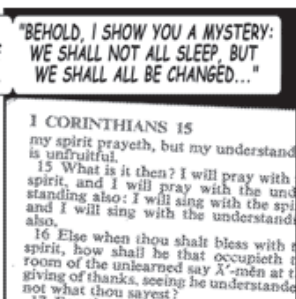 "BEHOLD, I SHOW YOU A MYSTERY:
WE SHALL NOT ALL SLEEP, BUT
WE SHALL ALL BE CHANGED..."
1 CORINTHIANS 15
my spirit prayeth, but my understand
is unfruitful.
15 What is it then? I will pray with
spirit, and I will pray with the und
standing also: I will sing with the spi
and I will sing with the understandi
also.
16 Else when thou shalt bless with
spirit, how shall he that occupieth
room of the unlearned say Ā´-mĕn at
giving of thanks, seeing he understande
not what thou sayest?